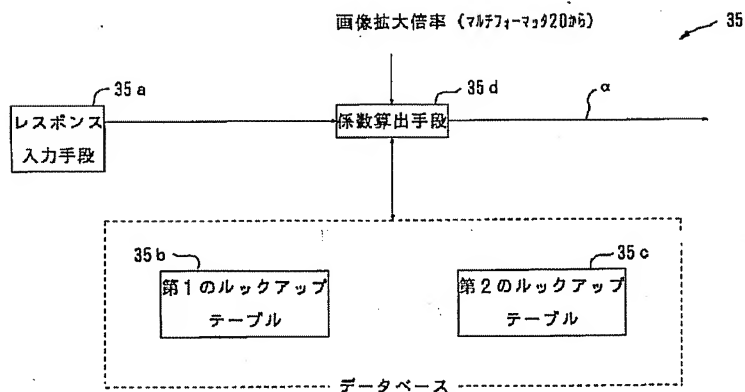 画像拡大倍率(マルチフォーマッタ20から)
35
35a
35d
α
レスポンス
入力手段
係数算出手段
35b
35c
第1のルックアップ
テーブル
第2のルックアップ
テーブル
データベース